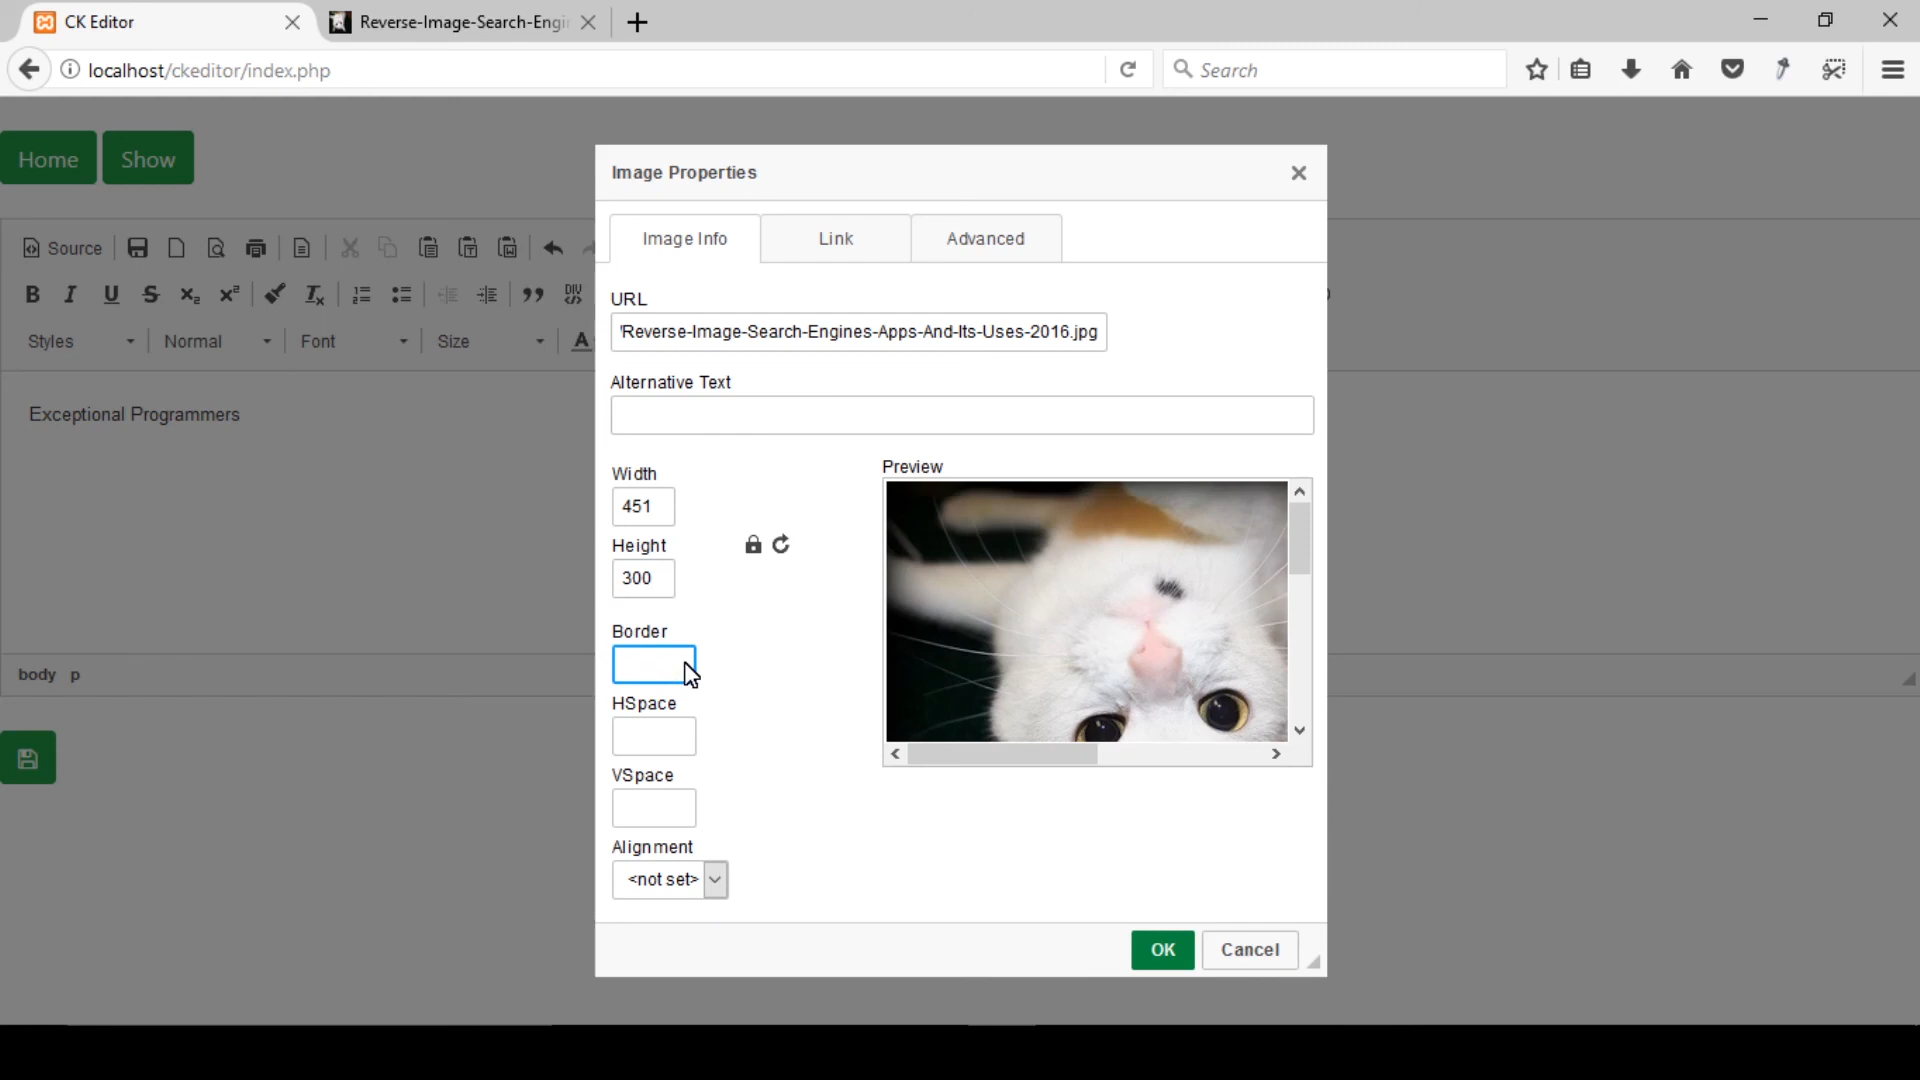 CK Editor
Reverse-Image-Search-Engi
localhost/ckeditor/index.php
Search
Home
Show
Image Properties
Image Info
Link
Advanced
Source
Styles
Normal
Font
Size
URL
'Reverse-Image-Search-Engines-Apps-And-Its-Uses-2016.jpg
Alternative Text
Exceptional Programmers
Width
451
Height
300
Preview
Border
HSpace
VSpace
Alignment
<not set>
body p
OK
Cancel